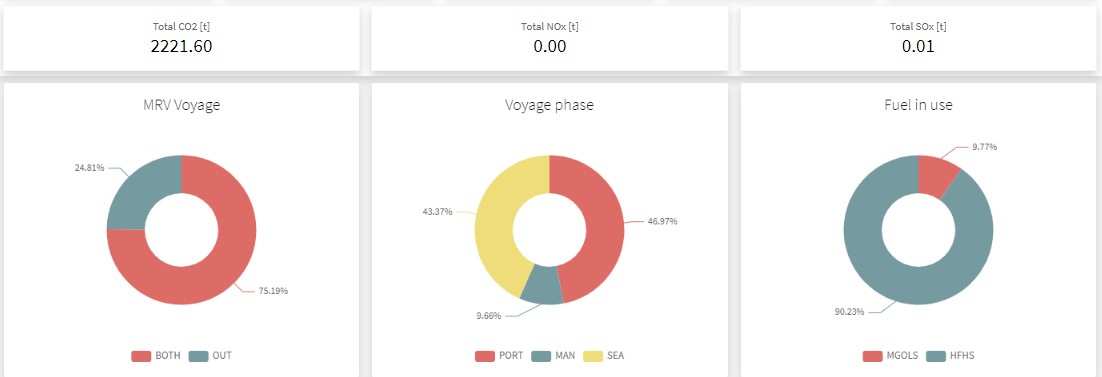 Total CO2 [t]
2221.60
Total NOx [t]
0.00
Total SOx [t]
0.01
MRV Voyage
24.81%
75.19%
BOTH OUT
Voyage phase
43.37%
46.97%
9.66%
PORT MAN SEA
Fuel in use
9.77%
90.23%
MGOLS HFHS